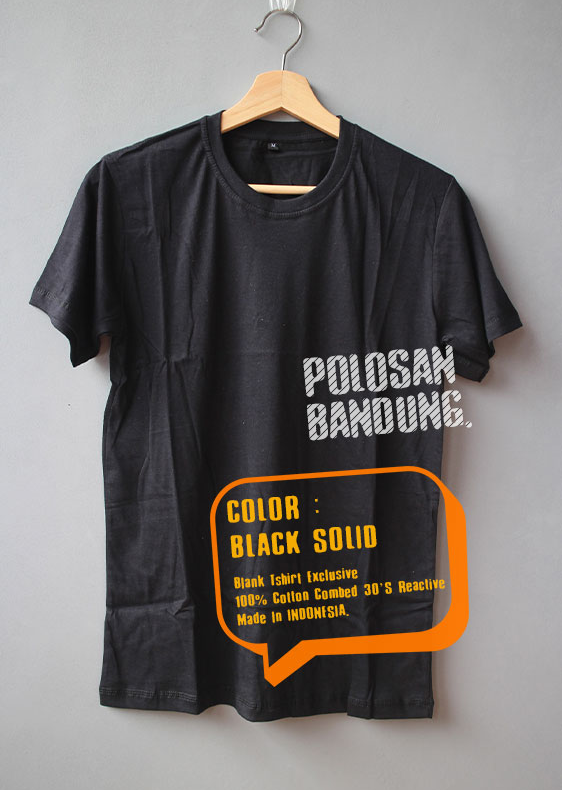 M
POLOSAN
BANDUNG.
COLOR :
BLACK SOLID
Blank Tshirt Exclusive
100% Cotton Combed 30'S Reactive
Made In INDONESIA.